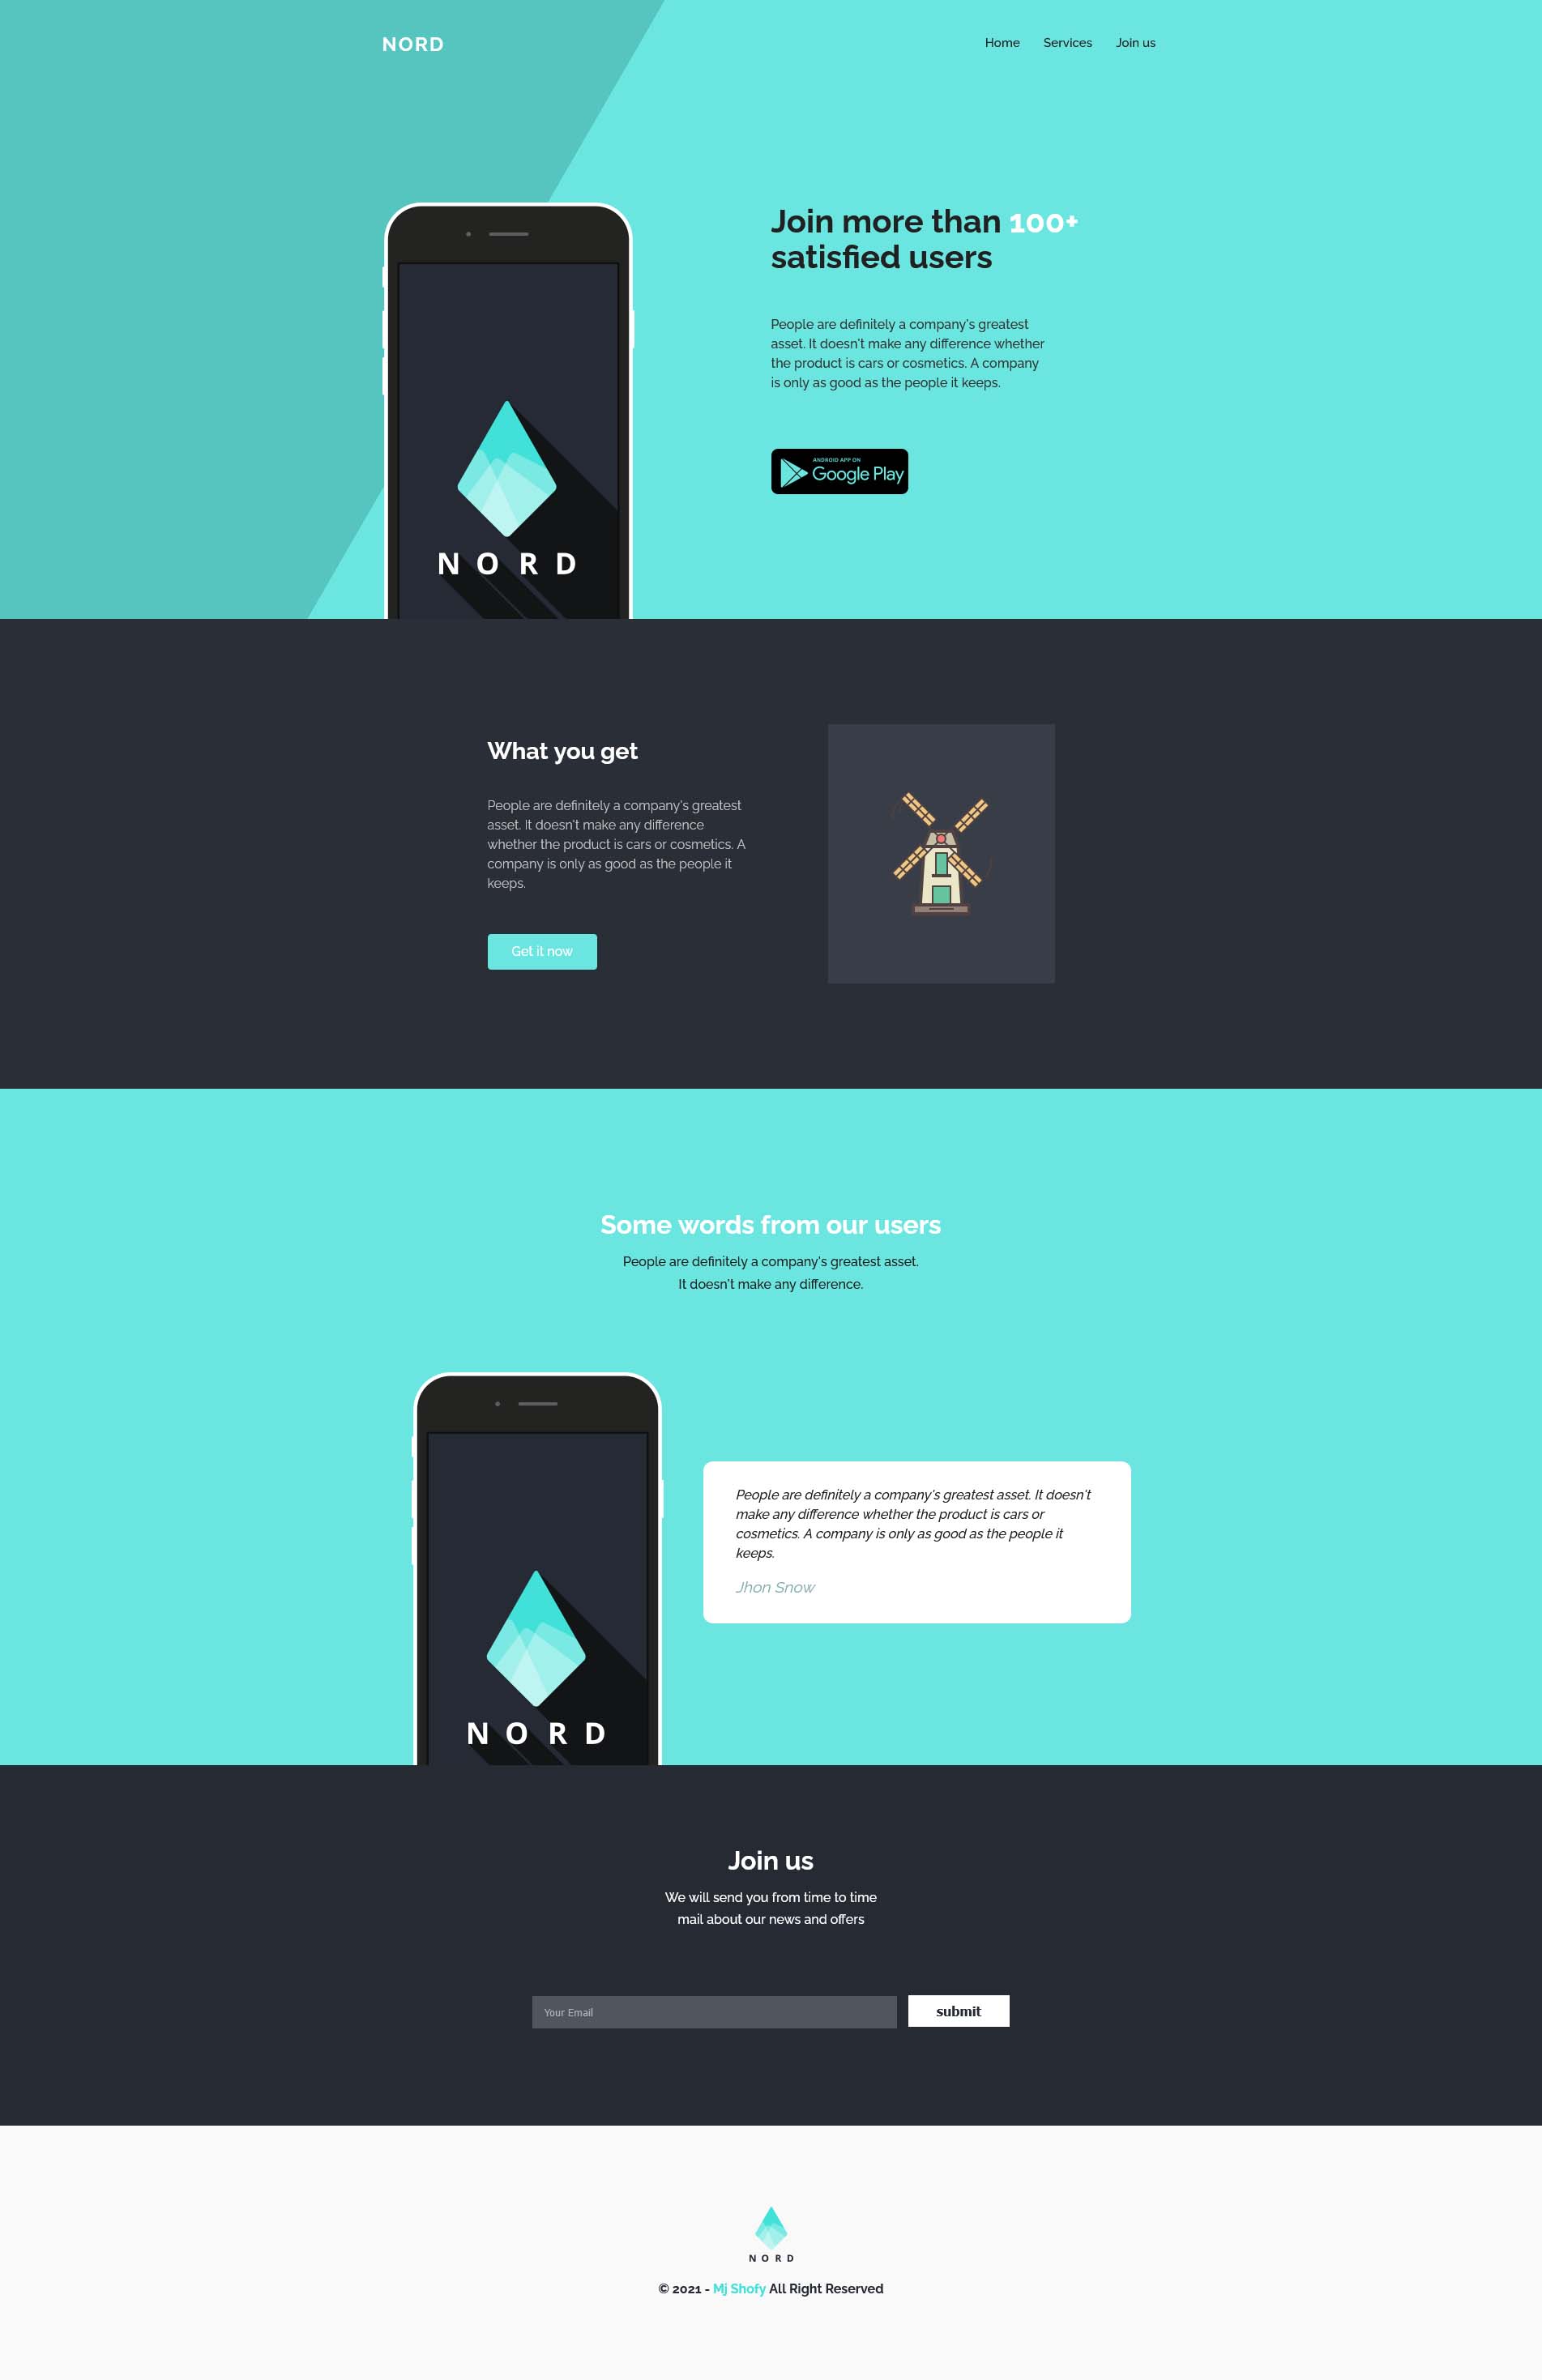 NORD
Home Services Join us
Join more than 100+
satisfied users
People are definitely a company's greatest
asset. It doesn't make any difference whether
the product is cars or cosmetics. A company
is only as good as the people it keeps.
ANDROID APP ON
Google Play
NORD
What you get
People are definitely a company's greatest
asset. It doesn't make any difference
whether the product is cars or cosmetics. A
company is only as good as the people it
keeps.
Get it now
Some words from our users
People are definitely a company's greatest asset.
It doesn't make any difference.
People are definitely a company's greatest asset. It doesn't
make any difference whether the product is cars or
cosmetics. A company is only as good as the people it
keeps.
Jhon Snow
NORD
Join us
We will send you from time to time
mail about our news and offers
Your Email
submit
NORD
© 2021 - Mj Shofy All Right Reserved